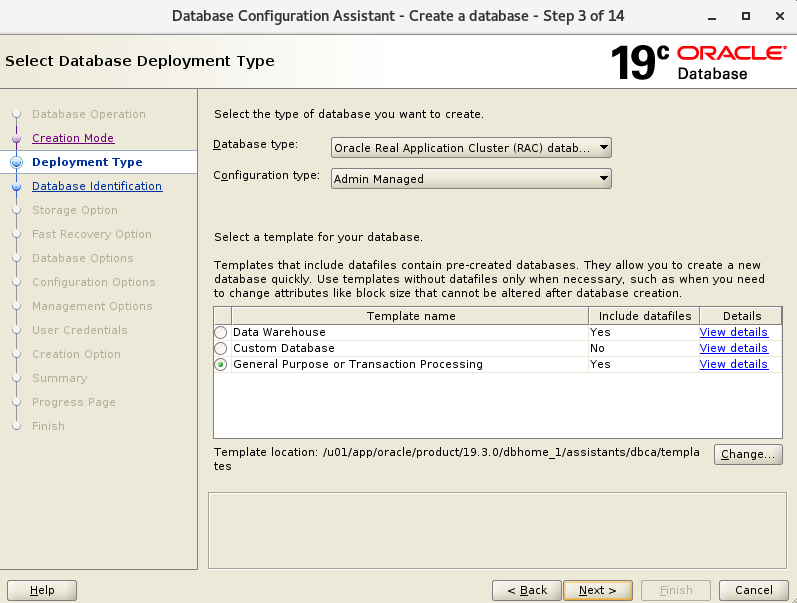 Database Configuration Assistant - Create a database - Step 3 of 14
Select Database Deployment Type
19c ORACLE
Database
Database Operation
Creation Mode
Deployment Type
Database Identification
Storage Option
Fast Recovery Option
Database Options
Configuration Options
Management Options
User Credentials
Creation Option
Summary
Progress Page
Finish
Select the type of database you want to create.
Database type: Oracle Real Application Cluster (RAC) datab...
Configuration type: Admin Managed
Select a template for your database.
Templates that include datafiles contain pre-created databases. They allow you to create a new
database quickly. Use templates without datafiles only when necessary, such as when you need
to change attributes like block size that cannot be altered after database creation.
Template name Include datafiles Details
Data Warehouse Yes View details
Custom Database No View details
General Purpose or Transaction Processing Yes View details
Template location: /u01/app/oracle/product/19.3.0/dbhome_1/assistants/dbca/templa
tes
Change...
Help < Back Next > Finish Cancel